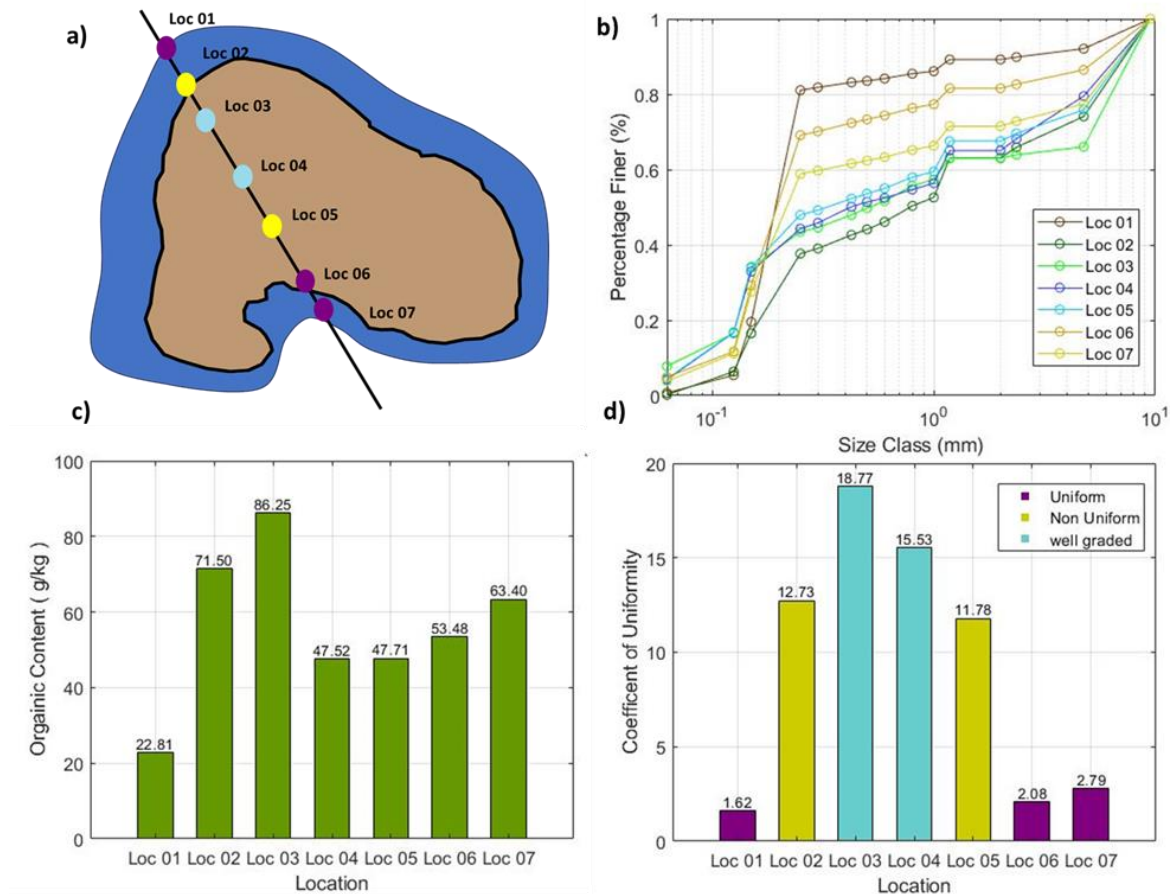 a)
Loc 01
Loc 02
Loc 03
Loc 04
Loc 05
Loc 06
Loc 07
b)
Percentage Finer (%)
1
0.8
0.6
0.4
0.2
0
10-1
100
101
Size Class (mm)
Loc 01
Loc 02
Loc 03
Loc 04
Loc 05
Loc 06
Loc 07
c)
Orgainic Content ( g/kg)
100
80
60
40
20
0
22.81
71.50
86.25
47.52
47.71
53.48
63.40
Loc 01 Loc 02 Loc 03 Loc 04 Loc 05 Loc 06 Loc 07
Location
d)
Coefficent of Uniformity
20
15
10
5
0
1.62
12.73
18.77
15.53
11.78
2.08
2.79
Uniform
Non Uniform
well graded
Loc 01 Loc 02 Loc 03 Loc 04 Loc 05 Loc 06 Loc 07
Location